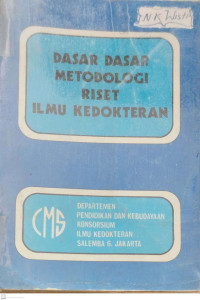 DASAR DASAR
METODOLOGI
RISET
ILMU KEDOKTERAN
CMS
DEPARTEMEN
PENDIDIKAN DAN KEBUDAYAAN
KONSORSIUM
ILMU KEDOKTERAN
SALEMBA 6, JAKARTA